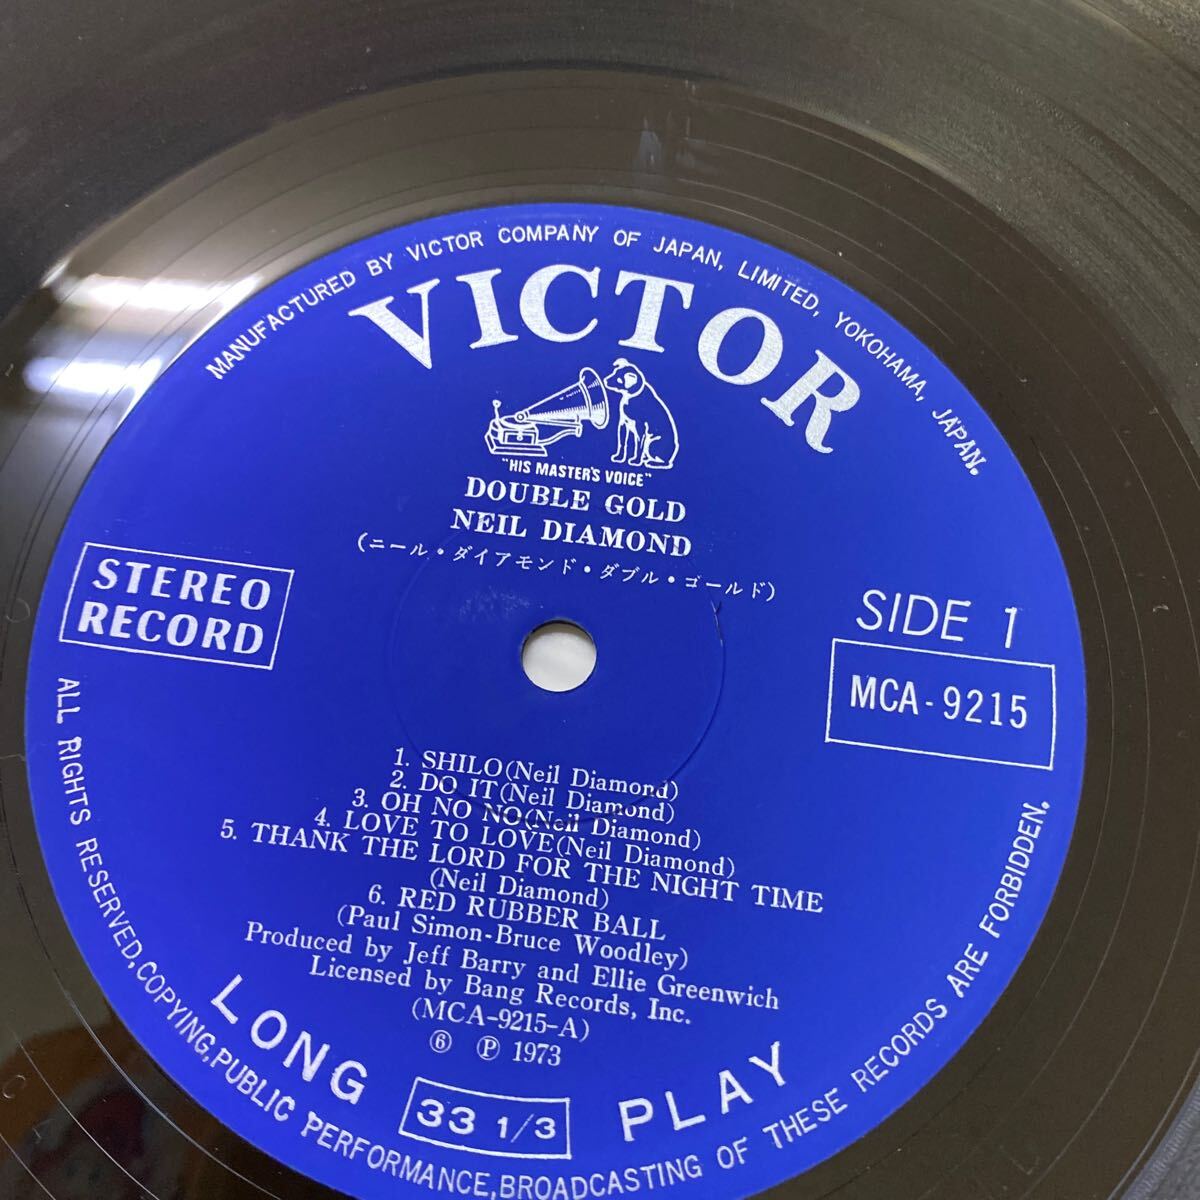 MANUFACTURED BY VICTOR COMPANY OF JAPAN, LIMITED, YOKOHAMA, JAPAN.
VICTOR
"HIS MASTER'S VOICE"
DOUBLE GOLD
NEIL DIAMOND
(ニール・ダイアモンド・ダブル・ゴールド)
STEREO
RECORD
SIDE 1
MCA-9215
1. SHILO(Neil Diamond)
2. DO IT(Neil Diamond)
3. OH NO NO(Neil Diamond)
4. LOVE TO LOVE(Neil Diamond)
5. THANK THE LORD FOR THE NIGHT TIME
(Neil Diamond)
6. RED RUBBER BALL
(Paul Simon-Bruce Woodley)
Produced by Jeff Barry and Ellie Greenwich
Licensed by Bang Records, Inc.
(MCA-9215-A)
⑥ Ⓟ 1973
LONG 33 1/3 PLAY
ALL RIGHTS RESERVED, COPYING, PUBLIC PERFORMANCE, BROADCASTING OF THESE RECORDS ARE FORBIDDEN.